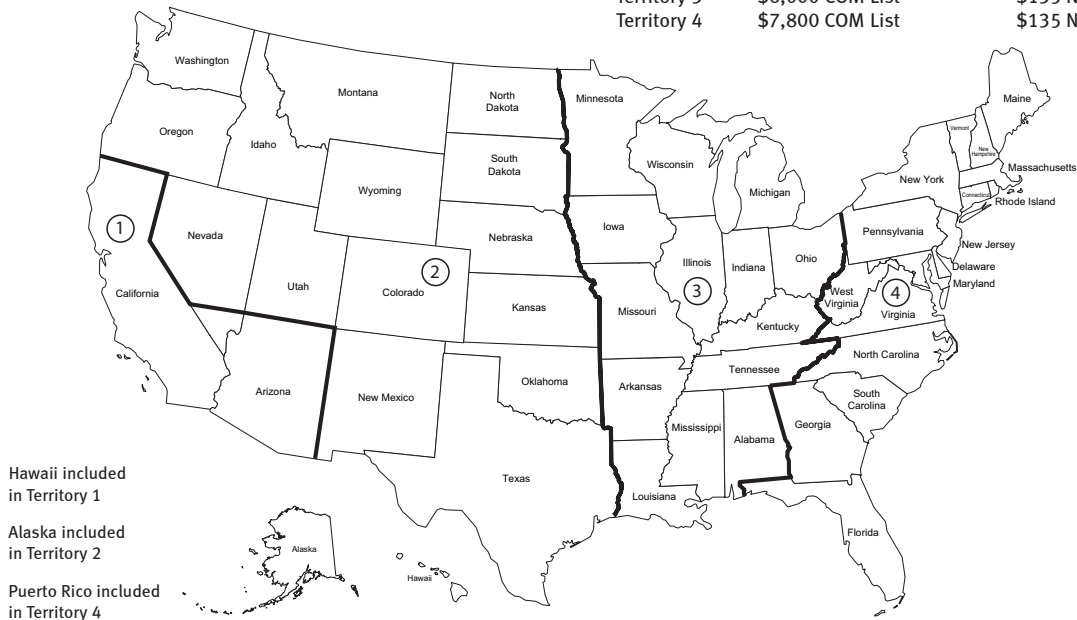 Territory COM List
Territory 4 $7,800 COM List $135 N
Washington
Montana
North
Dakota
Minnesota
Maine
Oregon
Idaho
South
Dakota
Wisconsin
Michigan
Vermont
New
Hampshire
Massachusetts
Wyoming
New York
Connecticut
Rhode Island
1
Nevada
Nebraska
Iowa
Pennsylvania
New Jersey
California
Utah
2
Colorado
Kansas
Illinois
3
Indiana
Ohio
West
Virginia
4
Virginia
Delaware
Maryland
Missouri
Kentucky
North Carolina
Arizona
New Mexico
Oklahoma
Arkansas
Tennessee
South
Carolina
Mississippi
Alabama
Georgia
Texas
Louisiana
Florida
Hawaii included
in Territory 1
Alaska included
in Territory 2
Puerto Rico included
in Territory 4
Alaska
Hawaii